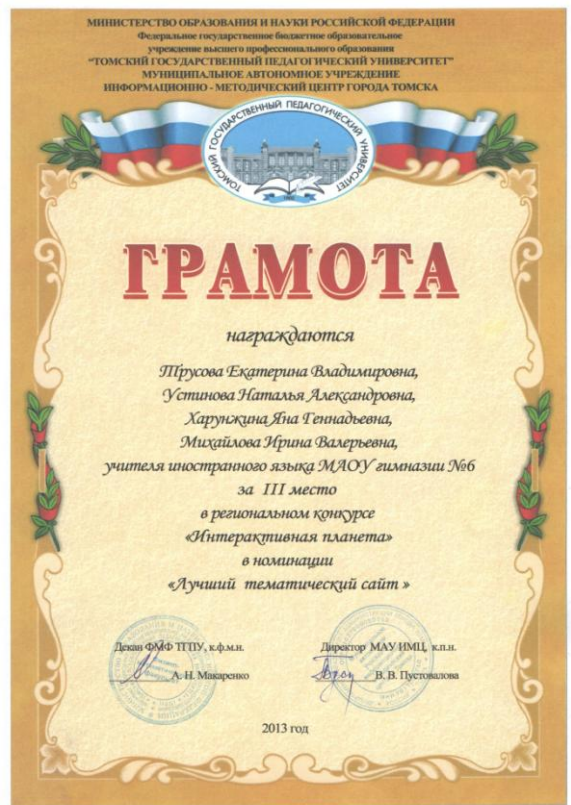 МИНИСТЕРСТВО ОБРАЗОВАНИЯ И НАУКИ РОССИЙСКОЙ ФЕДЕРАЦИИ
Федеральное государственное бюджетное образовательное
учреждение высшего профессионального образования
"ТОМСКИЙ ГОСУДАРСТВЕННЫЙ ПЕДАГОГИЧЕСКИЙ УНИВЕРСИТЕТ"
МУНИЦИПАЛЬНОЕ АВТОНОМНОЕ УЧРЕЖДЕНИЕ
ИНФОРМАЦИОННО - МЕТОДИЧЕСКИЙ ЦЕНТР ГОРОДА ТОМСКА
ТОМСКИЙ ГОСУДАРСТВЕННЫЙ ПЕДАГОГИЧЕСКИЙ УНИВЕРСИТЕТ
ГРАМОТА
награждаются
Трусова Екатерина Владимировна,
Устинова Наталья Александровна,
Харунжина Яна Геннадьевна,
Михайлова Ирина Валерьевна,
учителя иностранного языка МАОУ гимназии №6
за III место
в региональном конкурсе
«Интерактивная планета»
в номинации
«Лучший тематический сайт »
Декан ФМФ ТГПУ, к.ф.м.н.
А. Н. Макаренко
Директор МАУ ИМЦ, к.п.н.
В. В. Пустовалова
2013 год